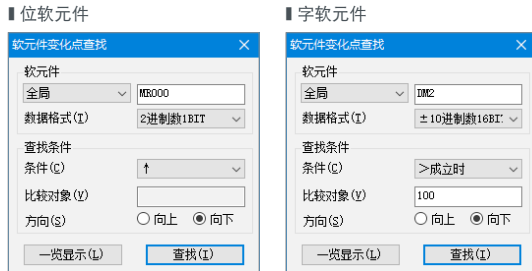 位软元件
软元件变化点查找
软元件
全局 MR000
数据格式(I) 2进制数1BIT
查找条件
条件(C) ↑
比较对象(V)
方向(S) 向上 向下
一览显示(L) 查找(I)
字软元件
软元件变化点查找
软元件
全局 DM2
数据格式(I) ±10进制数16BI
查找条件
条件(C) ＞成立时
比较对象(V) 100
方向(S) 向上 向下
一览显示(L) 查找(I)